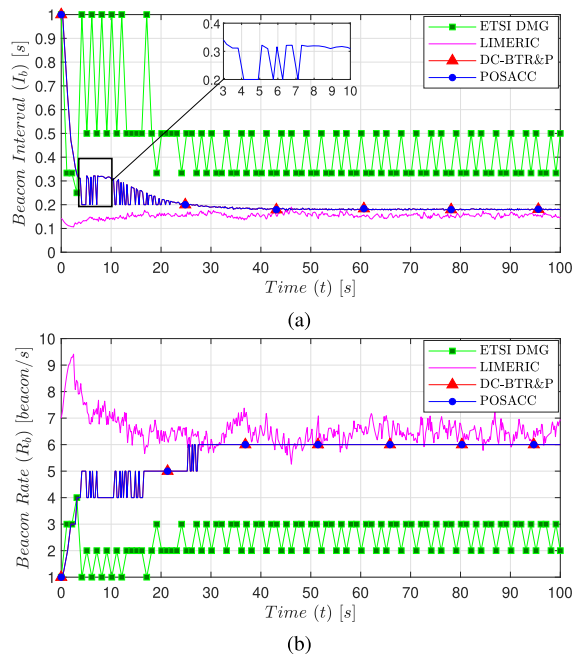 1
0.9
0.8
0.7
0.6
0.5
0.4
0.3
0.2
0.1
0
Beacon Interval (I_b) [s]
0.4
0.3
0.2
3 4 5 6 7 8 9 10
ETSI DMG
LIMERIC
DC-BTR&P
POSACC
0 10 20 30 40 50 60 70 80 90 100
Time (t) [s]
(a)
10
9
8
7
6
5
4
3
2
1
Beacon Rate (R_b) [beacon/s]
ETSI DMG
LIMERIC
DC-BTR&P
POSACC
0 10 20 30 40 50 60 70 80 90 100
Time (t) [s]
(b)